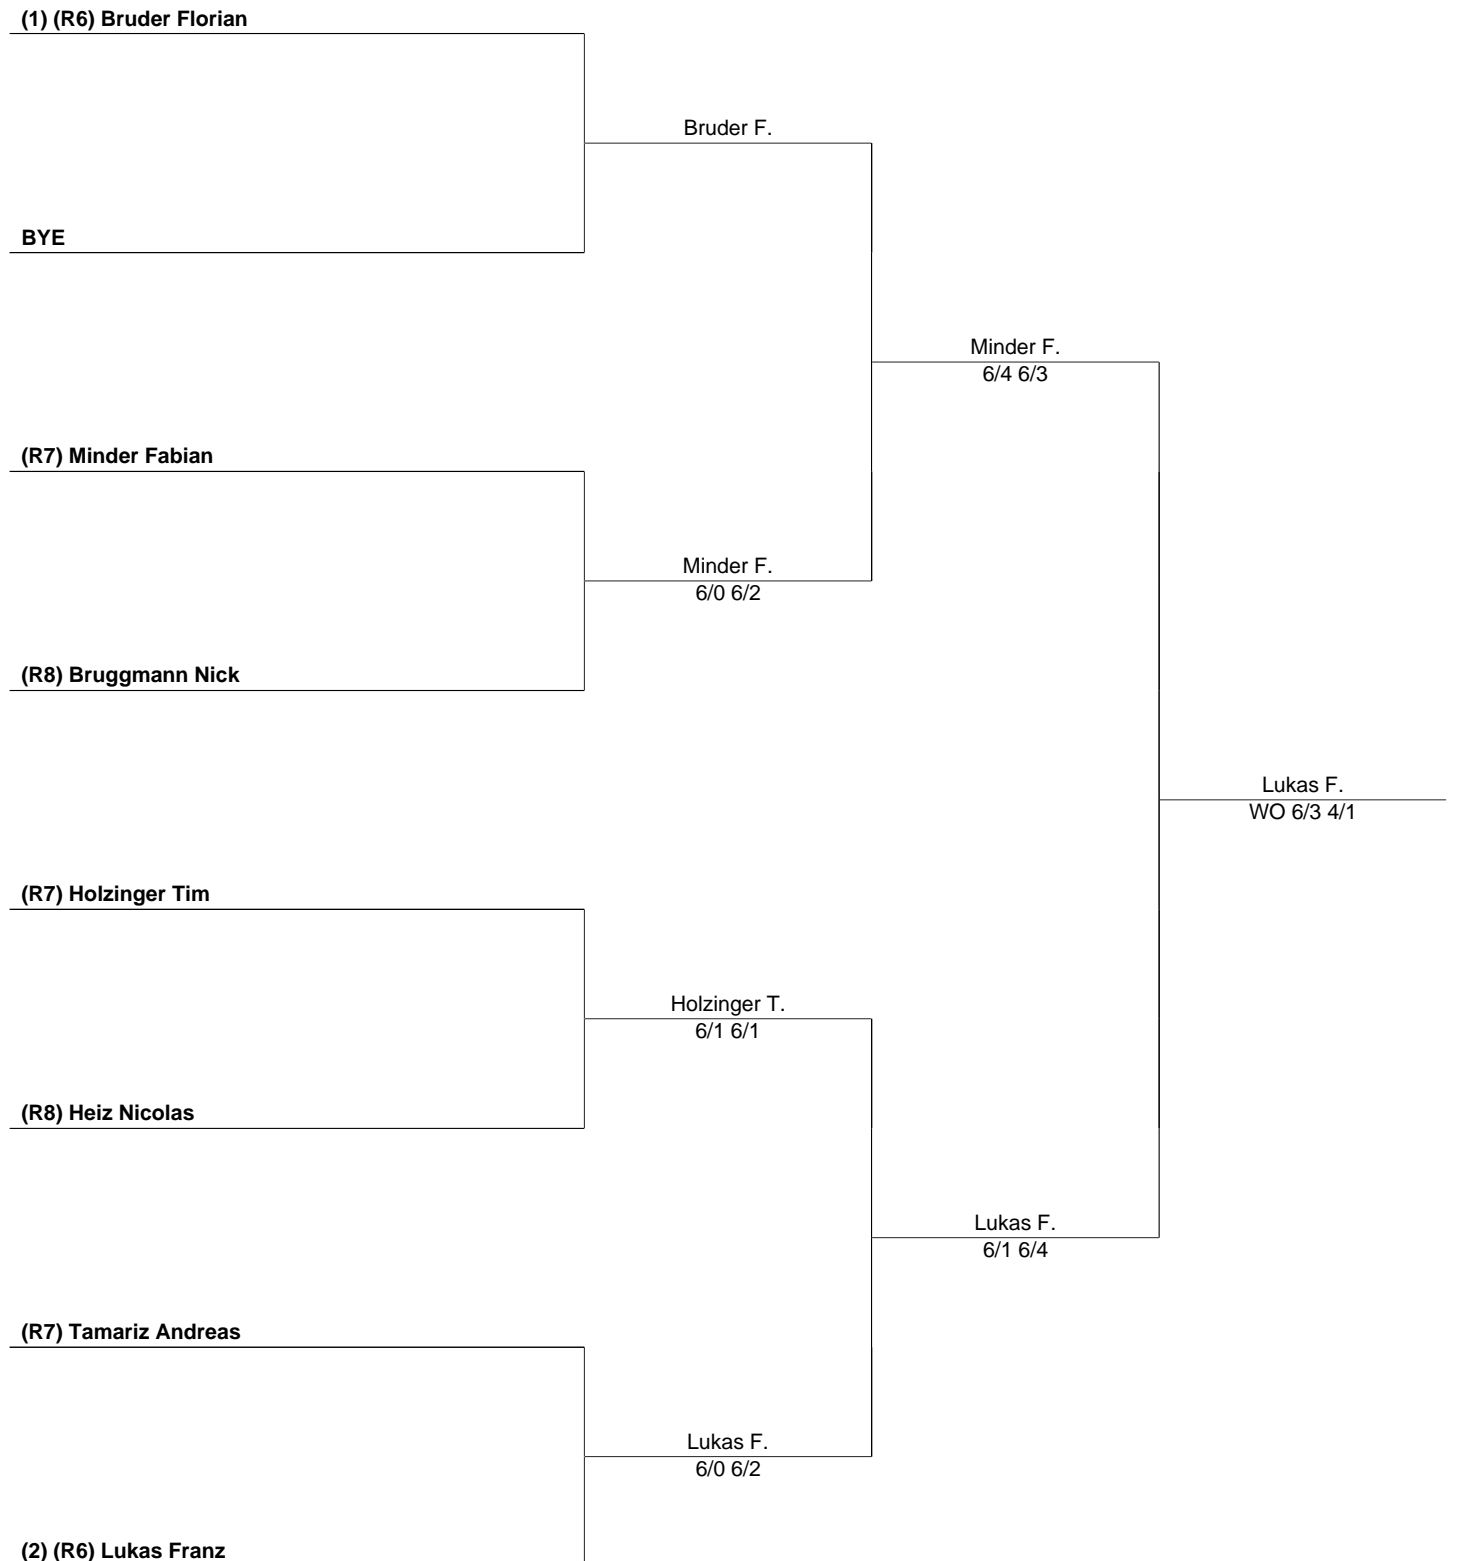 (1) (R6) Bruder Florian
Bruder F.
BYE
Minder F.
6/4 6/3
(R7) Minder Fabian
Minder F.
6/0 6/2
(R8) Bruggmann Nick
Lukas F.
WO 6/3 4/1
(R7) Holzinger Tim
Holzinger T.
6/1 6/1
(R8) Heiz Nicolas
Lukas F.
6/1 6/4
(R7) Tamariz Andreas
Lukas F.
6/0 6/2
(2) (R6) Lukas Franz